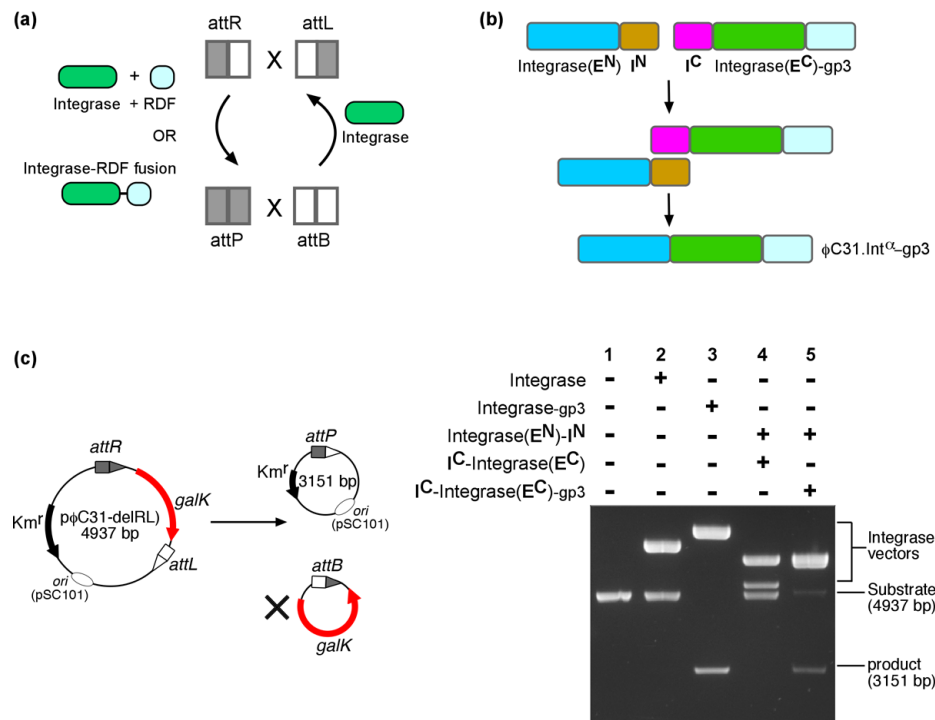 (a)
attR
attL
X
+
Integrase + RDF
OR
Integrase
Integrase-RDF fusion
X
attP
attB
(b)
Integrase(Eᴺ) Iᴺ
Iᶜ Integrase(Eᶜ)-gp3
ϕC31.Intᵅ–gp3
(c)
attR
galK
Kmʳ
pϕC31-delRL)
4937 bp
attL
ori
(pSC101)
attP
Kmʳ
3151 bp
ori
(pSC101)
attB
X
galK
1 2 3 4 5
Integrase - + - - -
Integrase-gp3 - - + - -
Integrase(Eᴺ)-Iᴺ - - - + +
Iᶜ-Integrase(Eᶜ) - - - + -
Iᶜ-Integrase(Eᶜ)-gp3 - - - - +
Integrase
vectors
Substrate
(4937 bp)
product
(3151 bp)